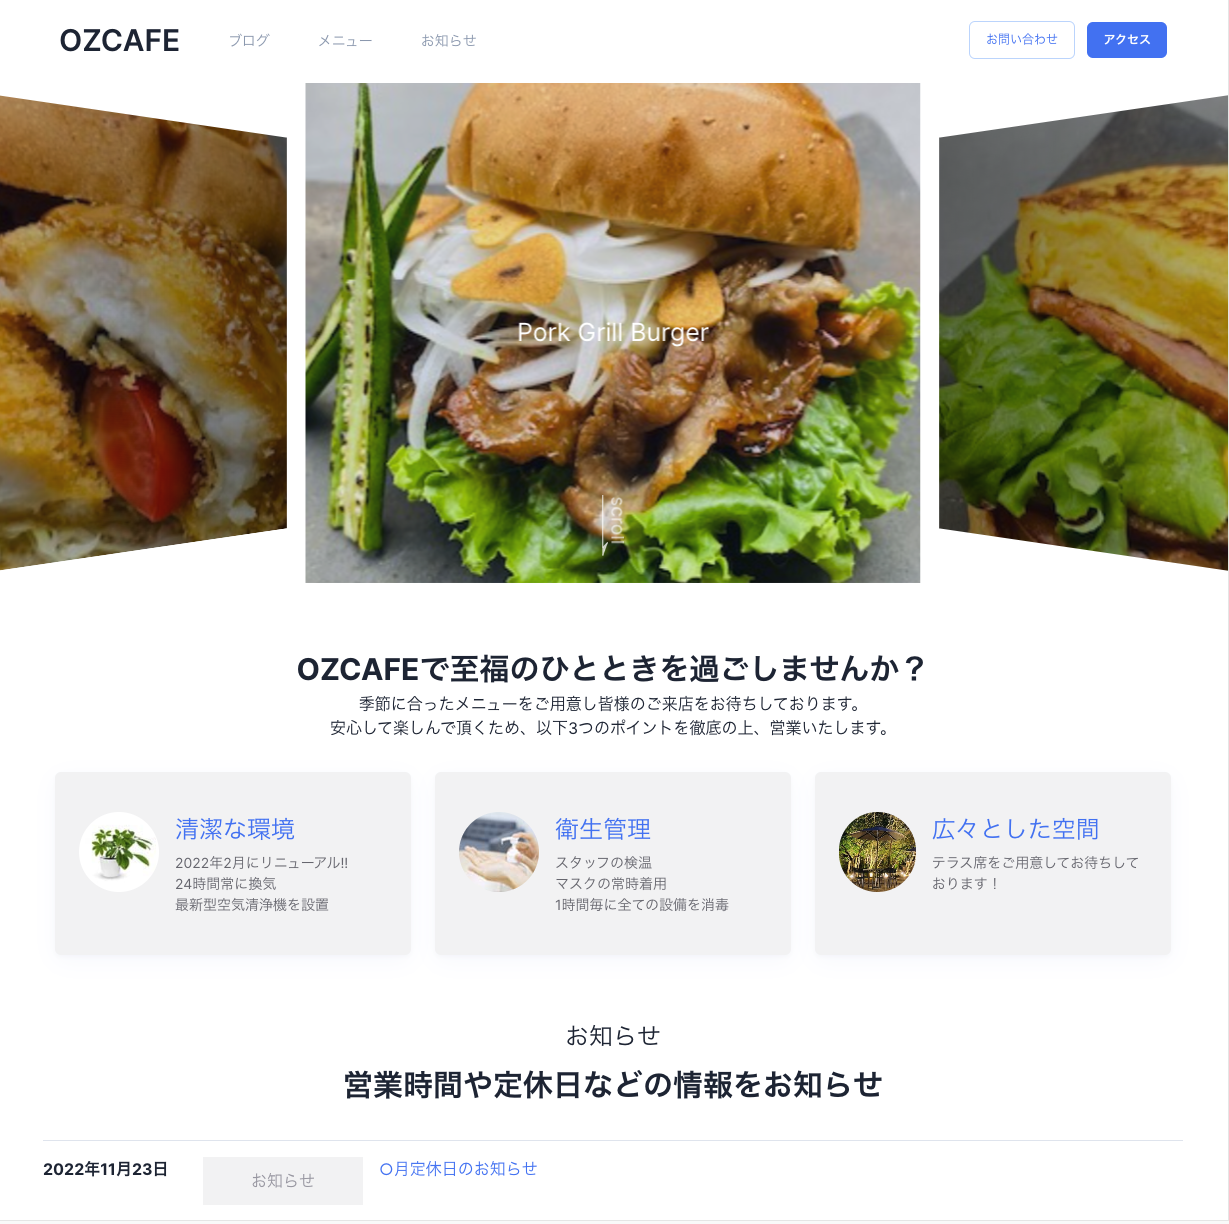 OZCAFE
ブログ
メニュー
お知らせ
お問い合わせ
アクセス
Pork Grill Burger
scroll
OZCAFEで至福のひとときを過ごしませんか？
季節に合ったメニューをご用意し皆様のご来店をお待ちしております。
安心して楽しんで頂くため、以下3つのポイントを徹底の上、営業いたします。
清潔な環境
2022年2月にリニューアル!!
24時間常に換気
最新型空気清浄機を設置
衛生管理
スタッフの検温
マスクの常時着用
1時間毎に全ての設備を消毒
広々とした空間
テラス席をご用意してお待ちして
おります！
お知らせ
営業時間や定休日などの情報をお知らせ
2022年11月23日
お知らせ
○月定休日のお知らせ